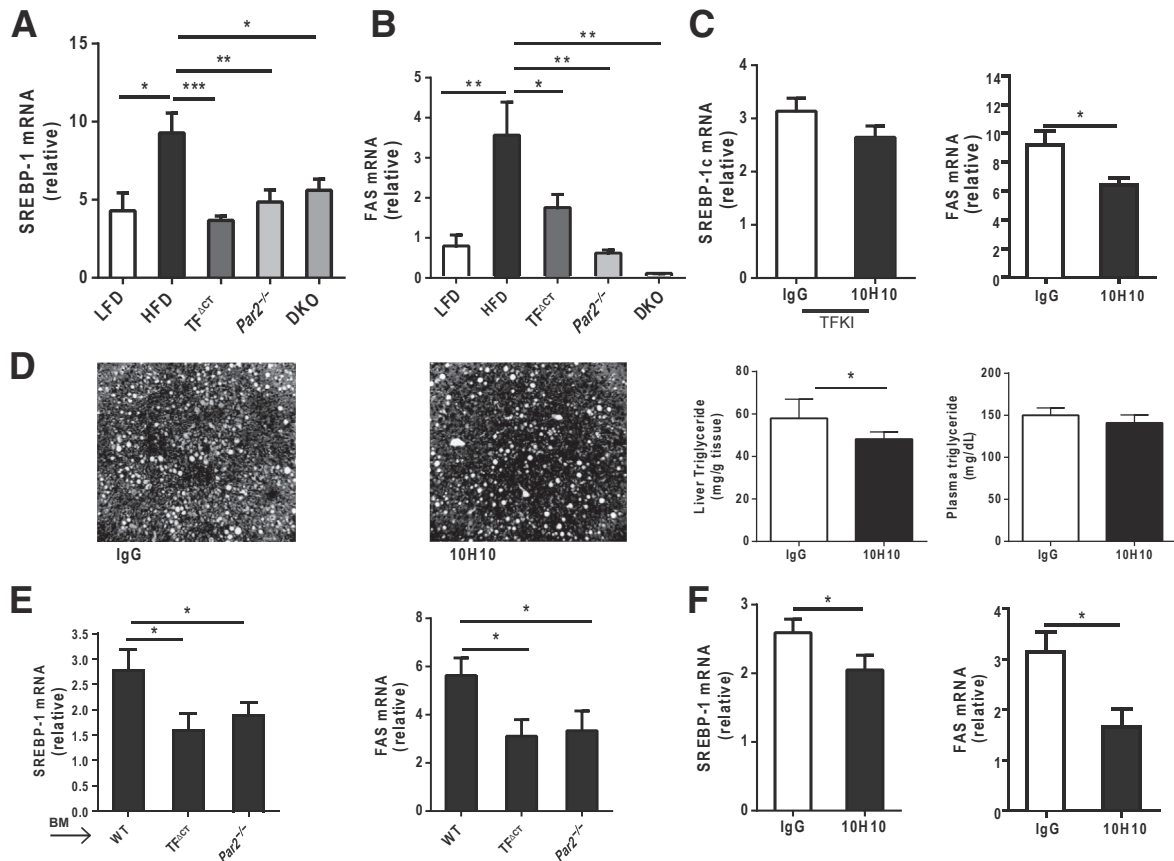 A
SREBP-1 mRNA
(relative)
15
10
5
0
*
**
***
*
LFD
HFD
TF^ΔCT
Par2^-/-
DKO
B
FAS mRNA
(relative)
5
4
3
2
1
0
**
**
**
*
LFD
HFD
TF^ΔCT
Par2^-/-
DKO
C
SREBP-1c mRNA
(relative)
4
3
2
1
0
IgG
10H10
TFKI
FAS mRNA
(relative)
14
12
10
8
6
4
2
0
*
IgG
10H10
D
IgG
10H10
Liver Triglyceride
(mg/g tissue)
80
60
40
20
0
*
IgG
10H10
Plasma triglyceride
(mg/dL)
200
150
100
50
0
IgG
10H10
E
SREBP-1 mRNA
(relative)
3.5
3.0
2.5
2.0
1.5
1.0
0.5
0.0
*
*
BM
WT
TF^ΔCT
Par2^-/-
FAS mRNA
(relative)
8
6
4
2
0
*
*
WT
TF^ΔCT
Par2^-/-
F
SREBP-1 mRNA
(relative)
3
2
2
1
0
*
IgG
10H10
FAS mRNA
(relative)
4
3
2
1
0
*
IgG
10H10